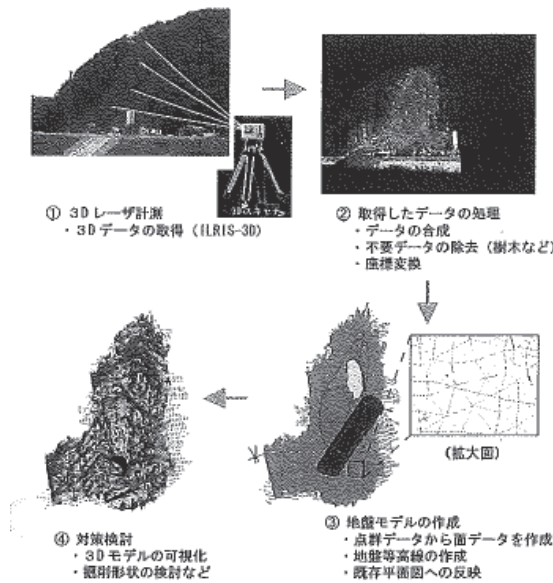 3Dスキャナ
① 3Dレーザ計測
・3Dデータの取得（ILRIS-3D）
② 取得したデータの処理
・データの合成
・不要データの除去（樹木など）
・座標変換
（拡大図）
③ 地盤モデルの作成
・点群データから面データを作成
・地盤等高線の作成
・既存平面図への反映
④ 対策検討
・3Dモデルの可視化
・掘削形状の検討など